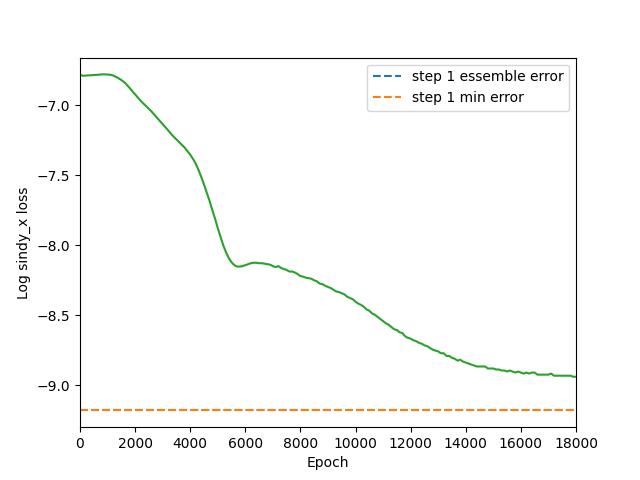 step 1 essemble error
step 1 min error
−7.0
−7.5
−8.0
−8.5
−9.0
Log sindy_x loss
0 2000 4000 6000 8000 10000 12000 14000 16000 18000
Epoch